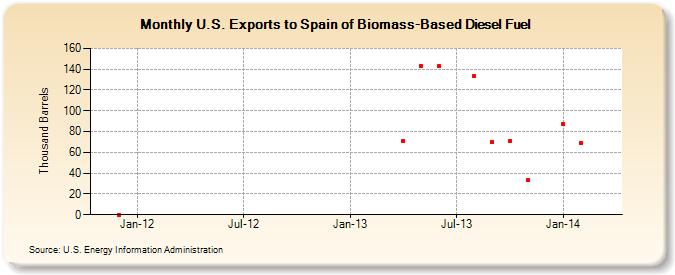 Monthly U.S. Exports to Spain of Biomass-Based Diesel Fuel
Thousand Barrels
160
140
120
100
80
60
40
20
0
Jan-12 Jul-12 Jan-13 Jul-13 Jan-14
Source: U.S. Energy Information Administration